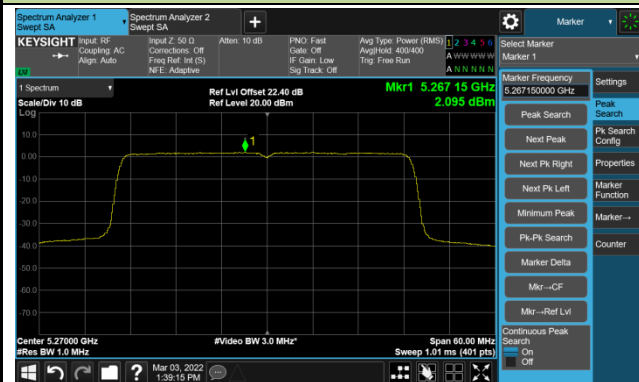 Spectrum Analyzer 1
Swept SA
Spectrum Analyzer 2
Swept SA
Marker
KEYSIGHT
Input: RF
Coupling: AC
Align: Auto
Input Z: 50 Ω
Corrections: Off
Freq Ref: Int (S)
NFE: Adaptive
Atten: 10 dB
PNO: Fast
Gate: Off
IF Gain: Low
Sig Track: Off
Avg Type: Power (RMS)
Avg|Hold: 400/400
Trig: Free Run
1 2 3 4 5 6
A W W W W W
A N N N N N
Select Marker
Marker 1
1 Spectrum
Scale/Div 10 dB
Log
Ref Lvl Offset 22.40 dB
Ref Level 20.00 dBm
Mkr1 5.267 15 GHz
2.095 dBm
10.0
0.00
-10.0
-20.0
-30.0
-40.0
-50.0
-60.0
-70.0
1
Center 5.27000 GHz
#Res BW 1.0 MHz
#Video BW 3.0 MHz*
Span 60.00 MHz
Sweep 1.01 ms (401 pts)
Marker Frequency
5.267150000 GHz
Peak Search
Next Peak
Next Pk Right
Next Pk Left
Minimum Peak
Pk-Pk Search
Marker Delta
Mkr→CF
Mkr→Ref Lvl
Continuous Peak
Search
On
Off
Settings
Peak
Search
Pk Search
Config
Properties
Marker
Function
Marker→
Counter
Mar 03, 2022
1:39:15 PM